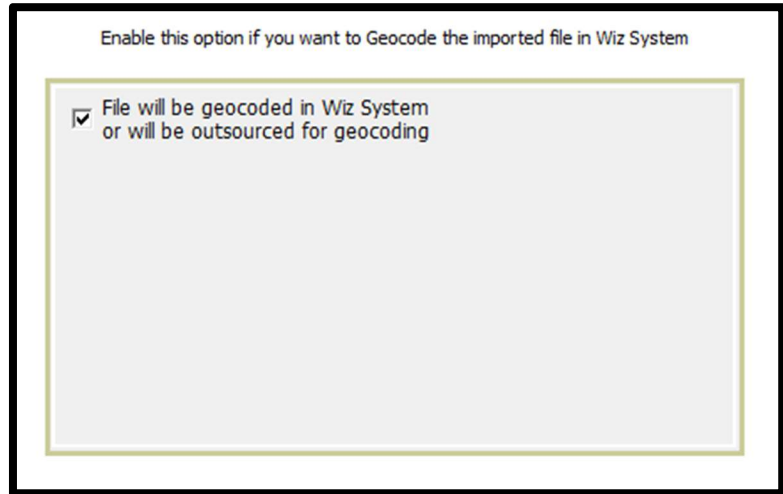 Enable this option if you want to Geocode the imported file in Wiz System
File will be geocoded in Wiz System
or will be outsourced for geocoding